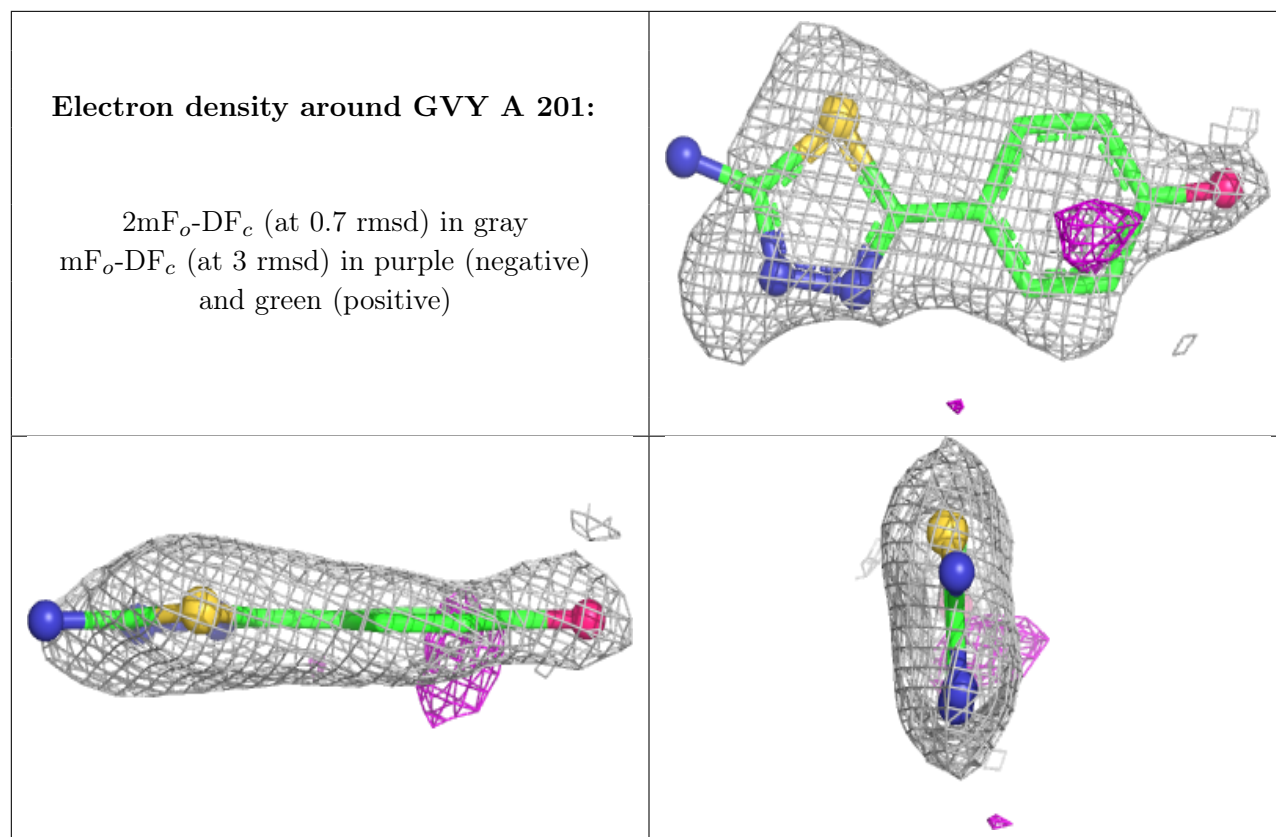 Electron density around GVY A 201:
2mFo-DFc (at 0.7 rmsd) in gray
mFo-DFc (at 3 rmsd) in purple (negative)
and green (positive)